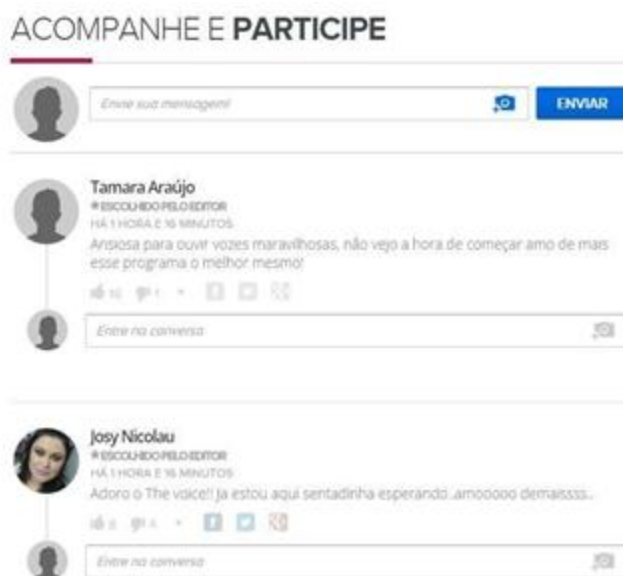 ACOMPANHE E PARTICIPE
Envie sua mensagem!
ENVIAR
Tamara Araújo
ESCOLHIDO PELO EDITOR
HÁ 1 HORA E 16 MINUTOS
Ansiosa para ouvir vozes maravilhosas, não vejo a hora de começar amo de mais
esse programa o melhor mesmo!
Entre na conversa
Josy Nicolau
ESCOLHIDO PELO EDITOR
HÁ 1 HORA E 16 MINUTOS
Adoro o The voice!! Ja estou aqui sentadinha esperando .amooooo demaissss..
Entre na conversa